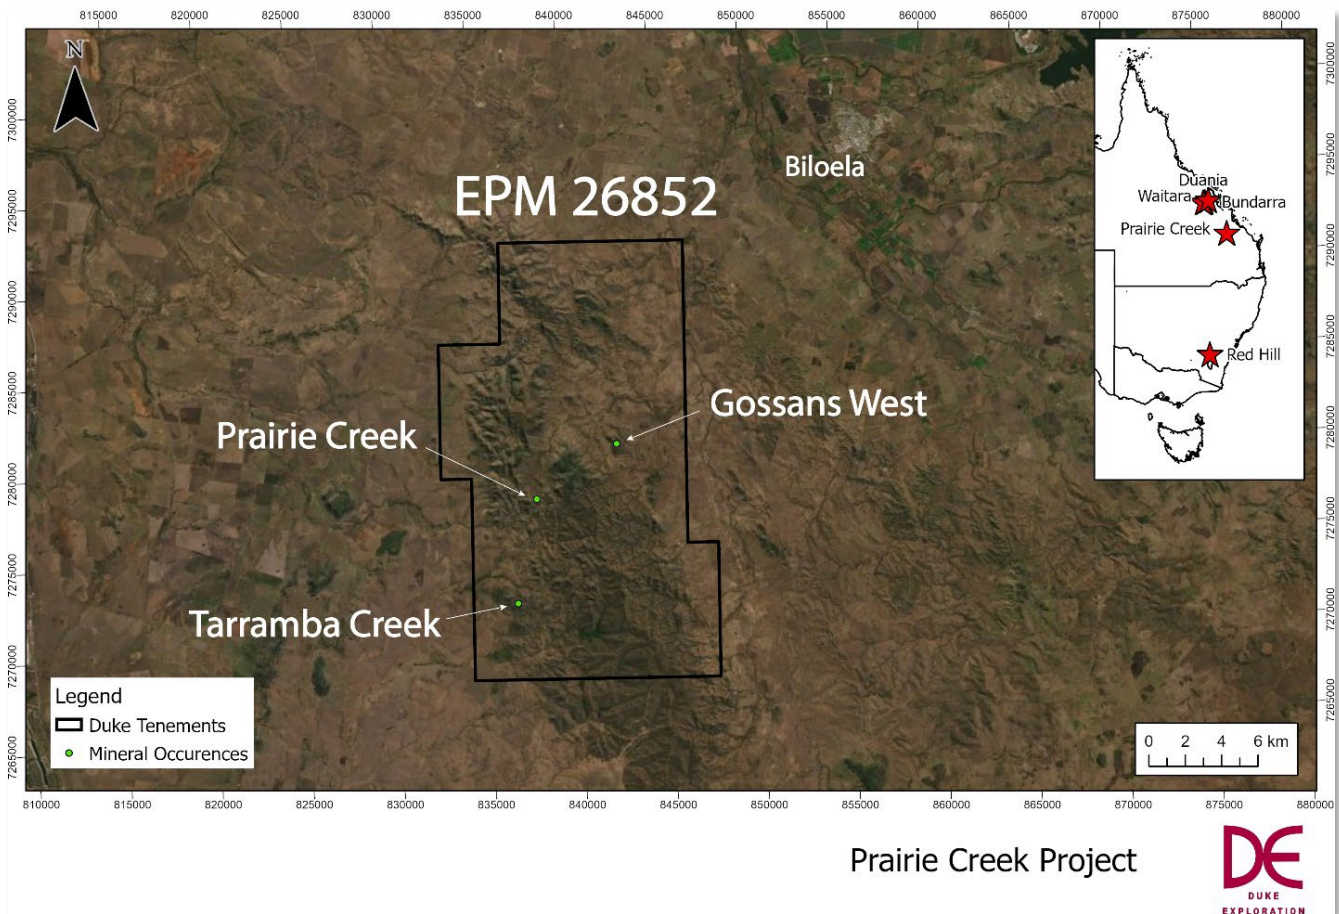 815000 820000 825000 830000 835000 840000 845000 850000 855000 860000 865000 870000 875000 880000
N
7300000
7295000
7290000
7285000
7280000
7275000
7270000
7265000
EPM 26852
Biloela
Gossans West
Prairie Creek
Tarramba Creek
Duania
Waitara
Bundarra
Prairie Creek
Red Hill
7300000
7295000
7290000
7285000
7280000
7275000
7270000
7265000
Legend
Duke Tenements
Mineral Occurences
0 2 4 6 km
810000 815000 820000 825000 830000 835000 840000 845000 850000 855000 860000 865000 870000 875000 880000
Prairie Creek Project
DE
DUKE
EXPLORATION